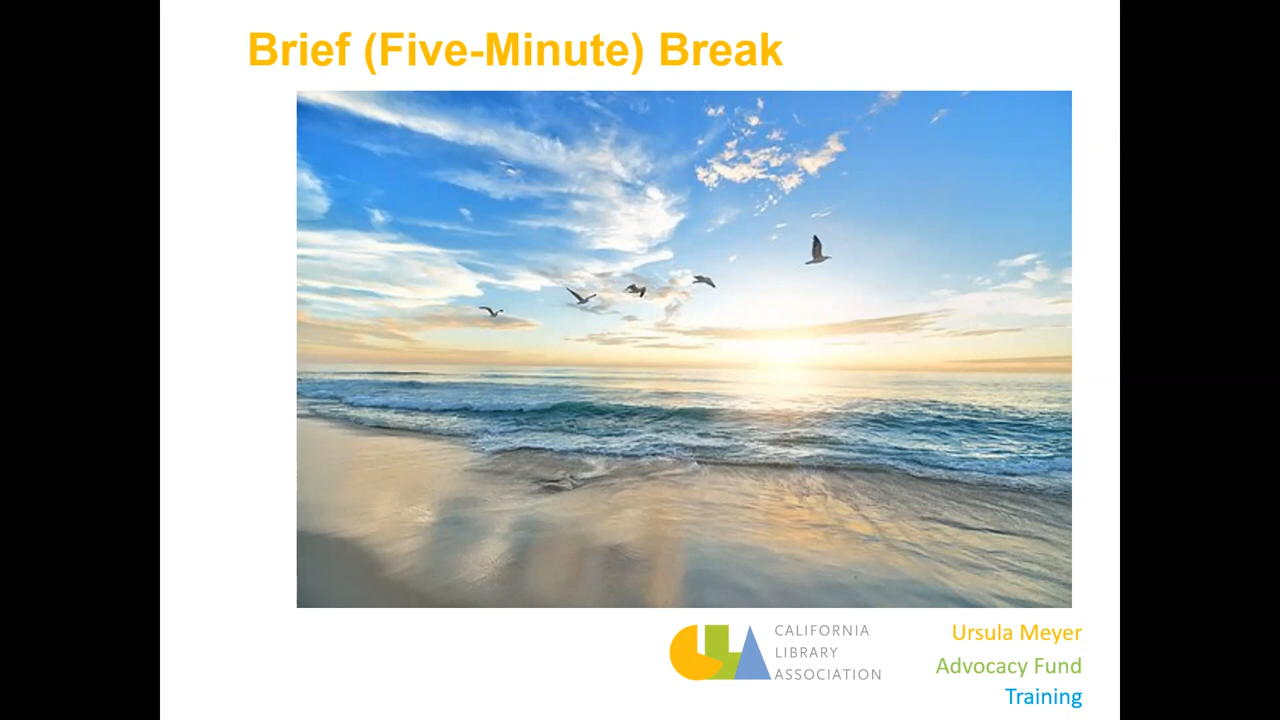 Brief (Five-Minute) Break
CALIFORNIA
LIBRARY
ASSOCIATION
Ursula Meyer
Advocacy Fund
Training